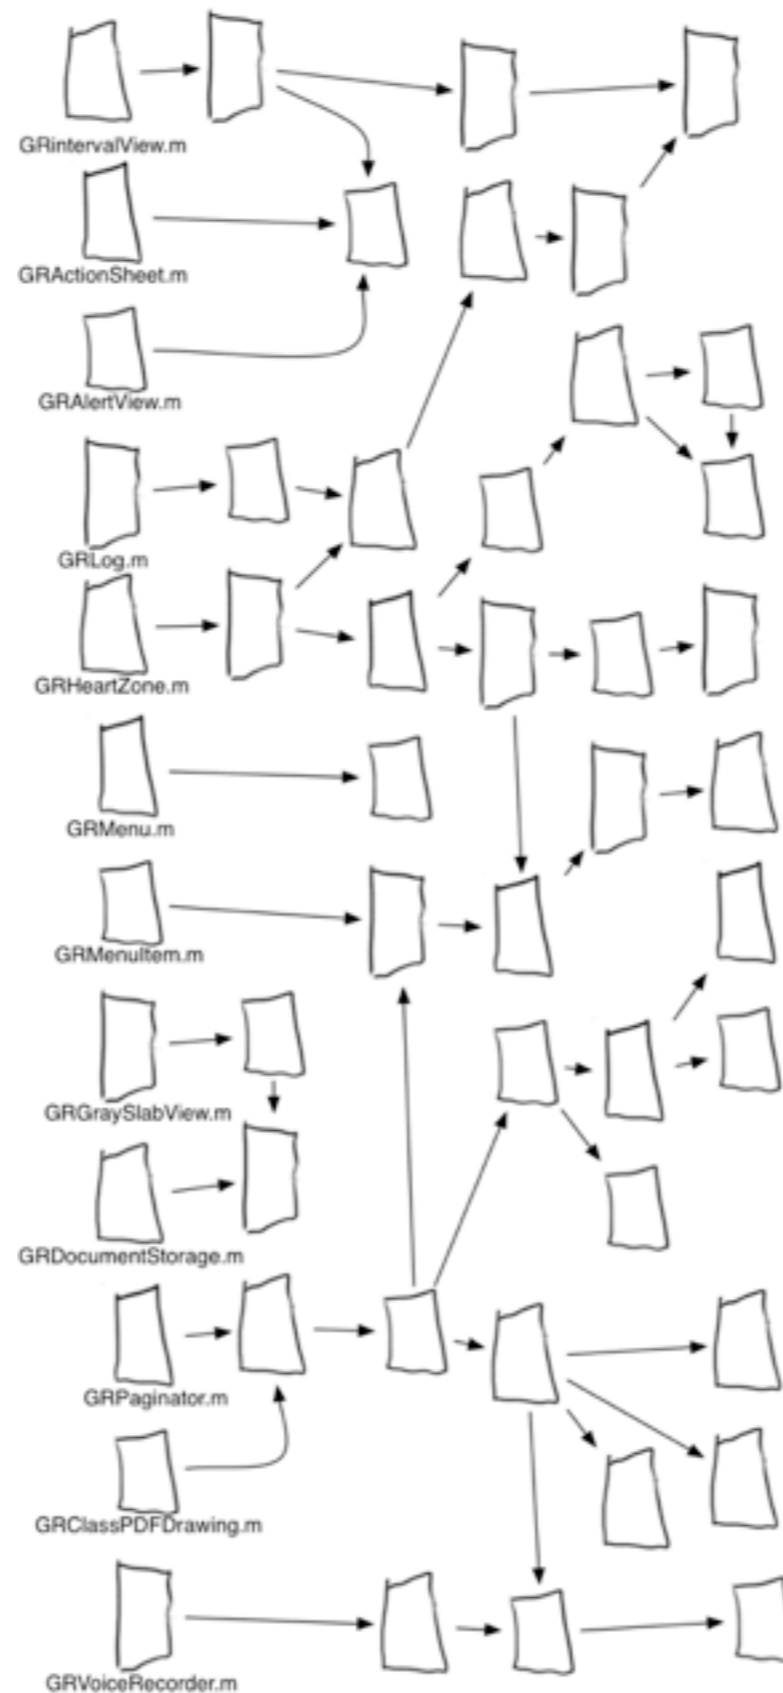 GRintervalView.m
GRActionSheet.m
GRAlertView.m
GRLog.m
GRHeartZone.m
GRMenu.m
GRMenuItem.m
GRGraySlabView.m
GRDocumentStorage.m
GRPaginator.m
GRClassPDFDrawing.m
GRVoiceRecorder.m